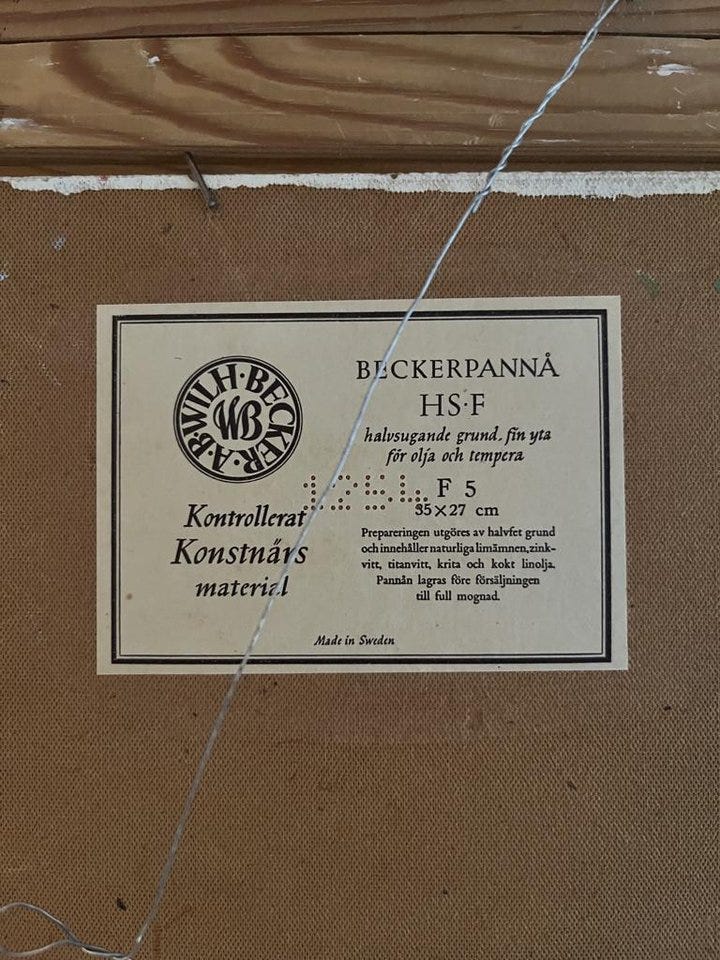 A·B·WILH·BECKER·
WB
Kontrollerat
Konstnärs
material
BECKERPANNÅ
HS·F
halvsugande grund, fin yta
för olja och tempera
1254
F 5
35×27 cm
Prepareringen utgöres av halvfet grund
och innehåller naturliga limämnen, zink-
vitt, titanvitt, krita och kokt linolja.
Pannån lagras före försäljningen
till full mognad.
Made in Sweden